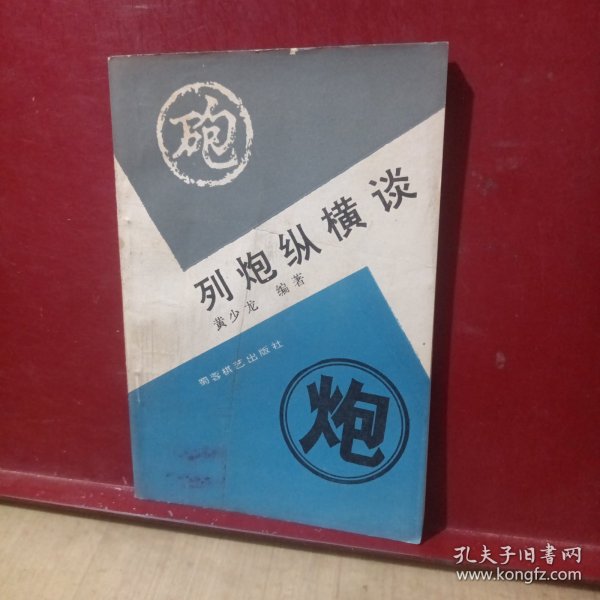 砲
列炮纵横谈
黄少龙 编著
蜀蓉棋艺出版社
炮
孔夫子旧书网
www.kongfz.com